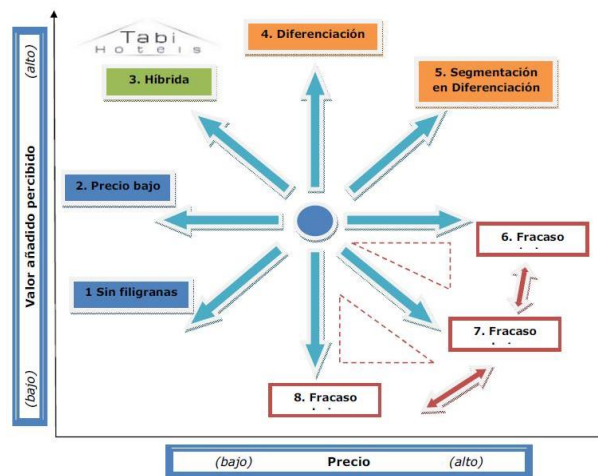 Tabi
Hoteis
4. Diferenciación
3. Híbrida
5. Segmentación
en Diferenciación
2. Precio bajo
6. Fracaso
1 Sin filigranas
7. Fracaso
8. Fracaso
(alto)
Valor añadido percibido
(bajo)
(bajo) Precio (alto)